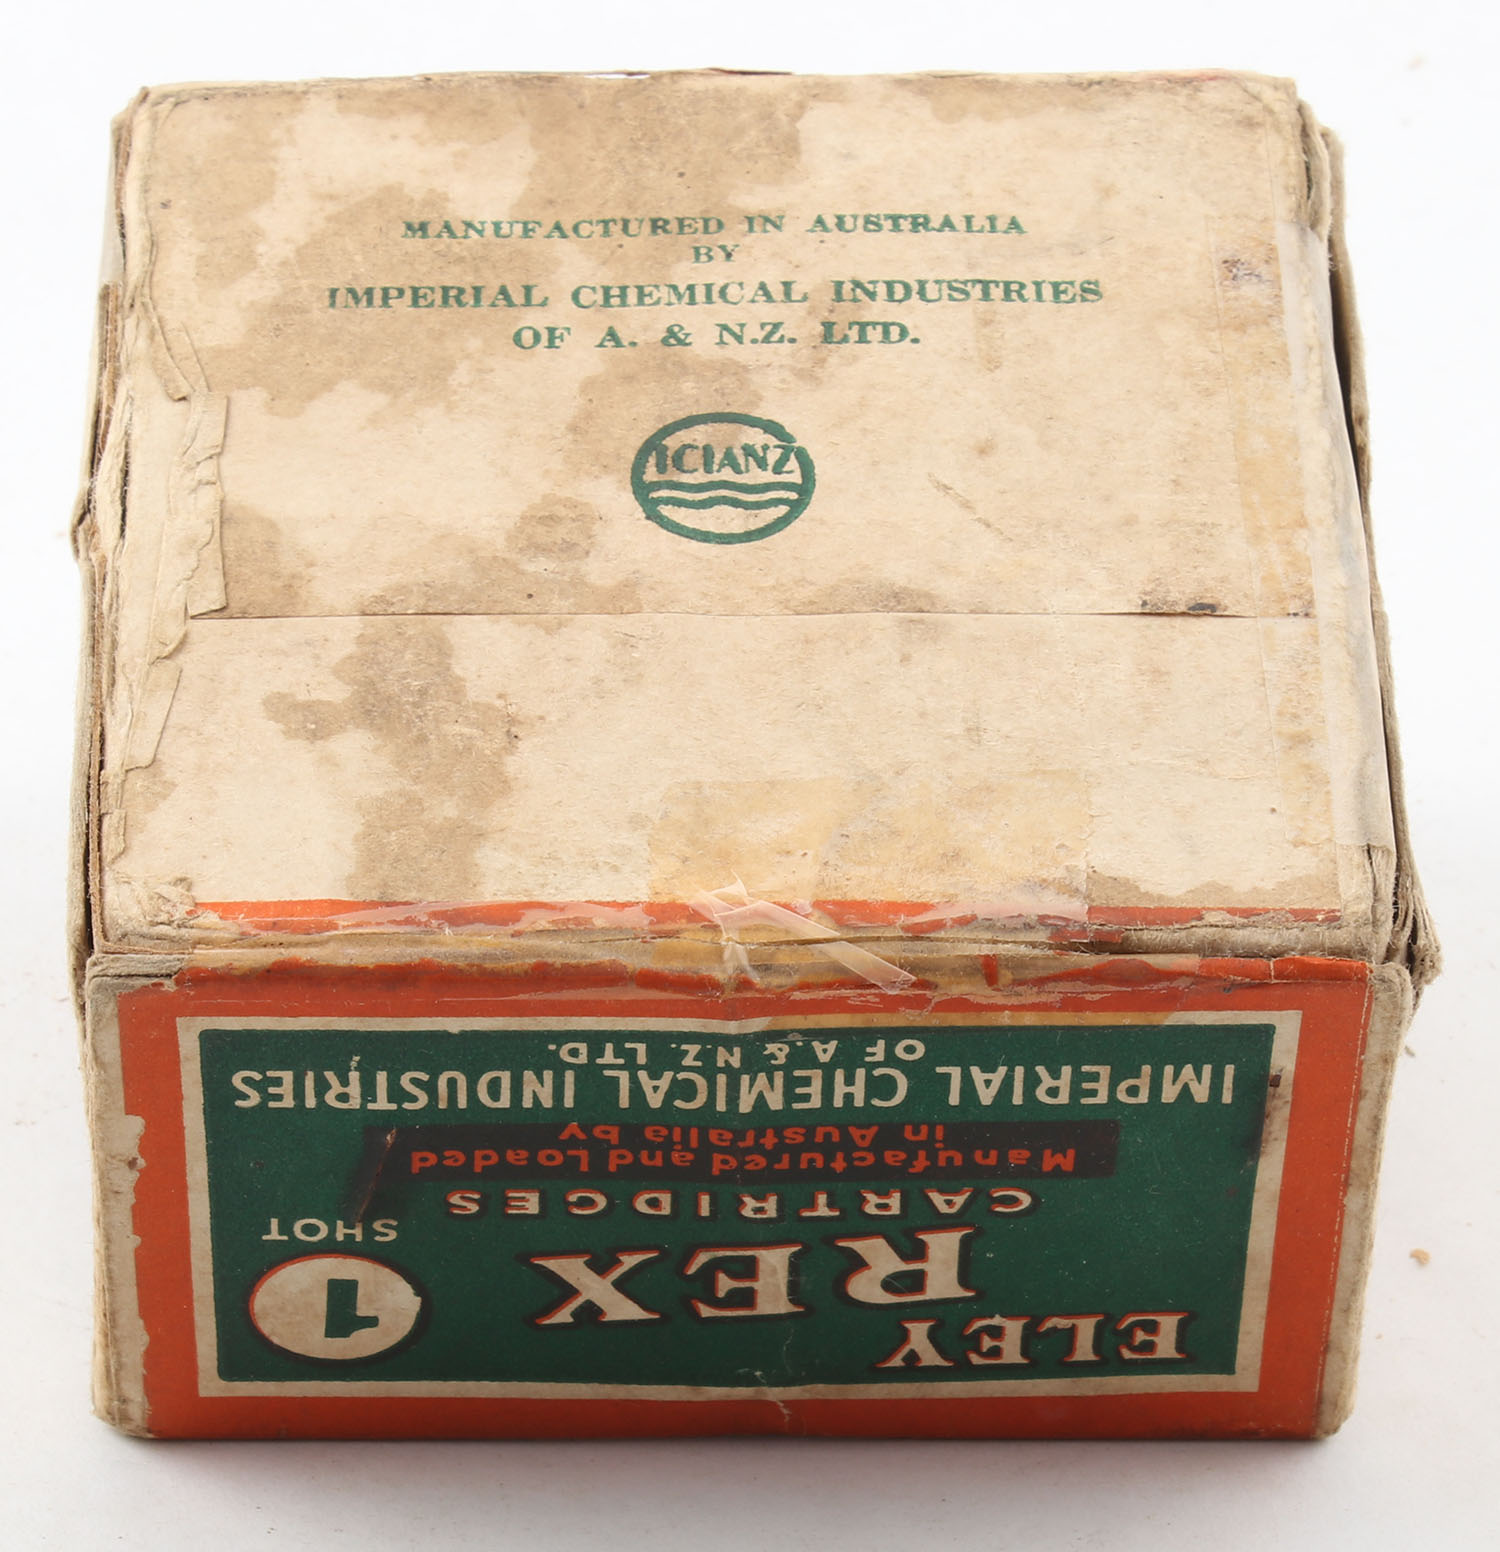 MANUFACTURED IN AUSTRALIA
BY
IMPERIAL CHEMICAL INDUSTRIES
OF A. & N.Z. LTD.
ICIANZ
ELEY
REX
CARTRIDGES
1
SHOT
Manufactured and Loaded
in Australia by
IMPERIAL CHEMICAL INDUSTRIES
OF A. & N.Z. LTD.